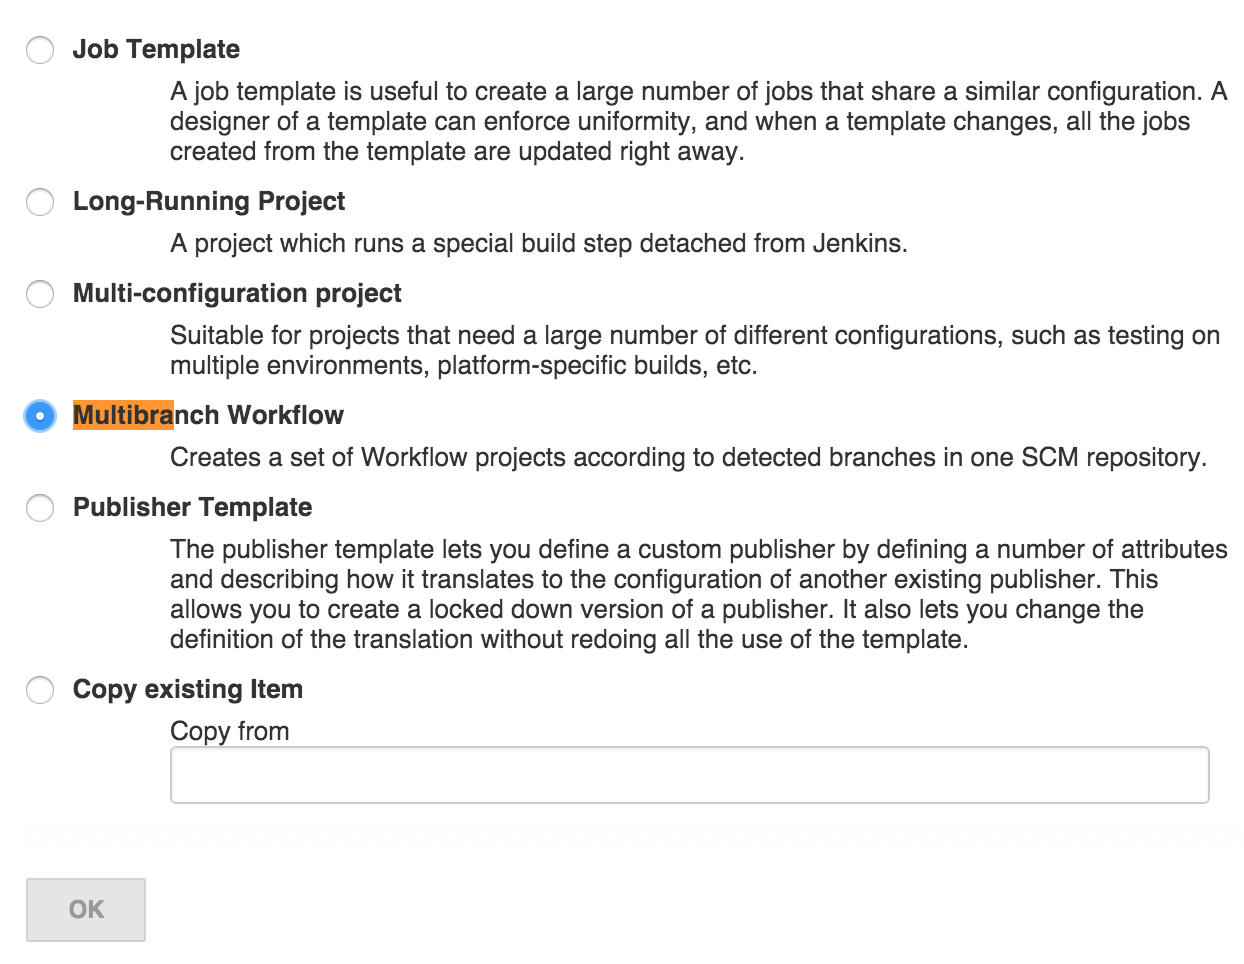 Job Template
A job template is useful to create a large number of jobs that share a similar configuration. A
designer of a template can enforce uniformity, and when a template changes, all the jobs
created from the template are updated right away.
Long-Running Project
A project which runs a special build step detached from Jenkins.
Multi-configuration project
Suitable for projects that need a large number of different configurations, such as testing on
multiple environments, platform-specific builds, etc.
Multibranch Workflow
Creates a set of Workflow projects according to detected branches in one SCM repository.
Publisher Template
The publisher template lets you define a custom publisher by defining a number of attributes
and describing how it translates to the configuration of another existing publisher. This
allows you to create a locked down version of a publisher. It also lets you change the
definition of the translation without redoing all the use of the template.
Copy existing Item
Copy from
OK